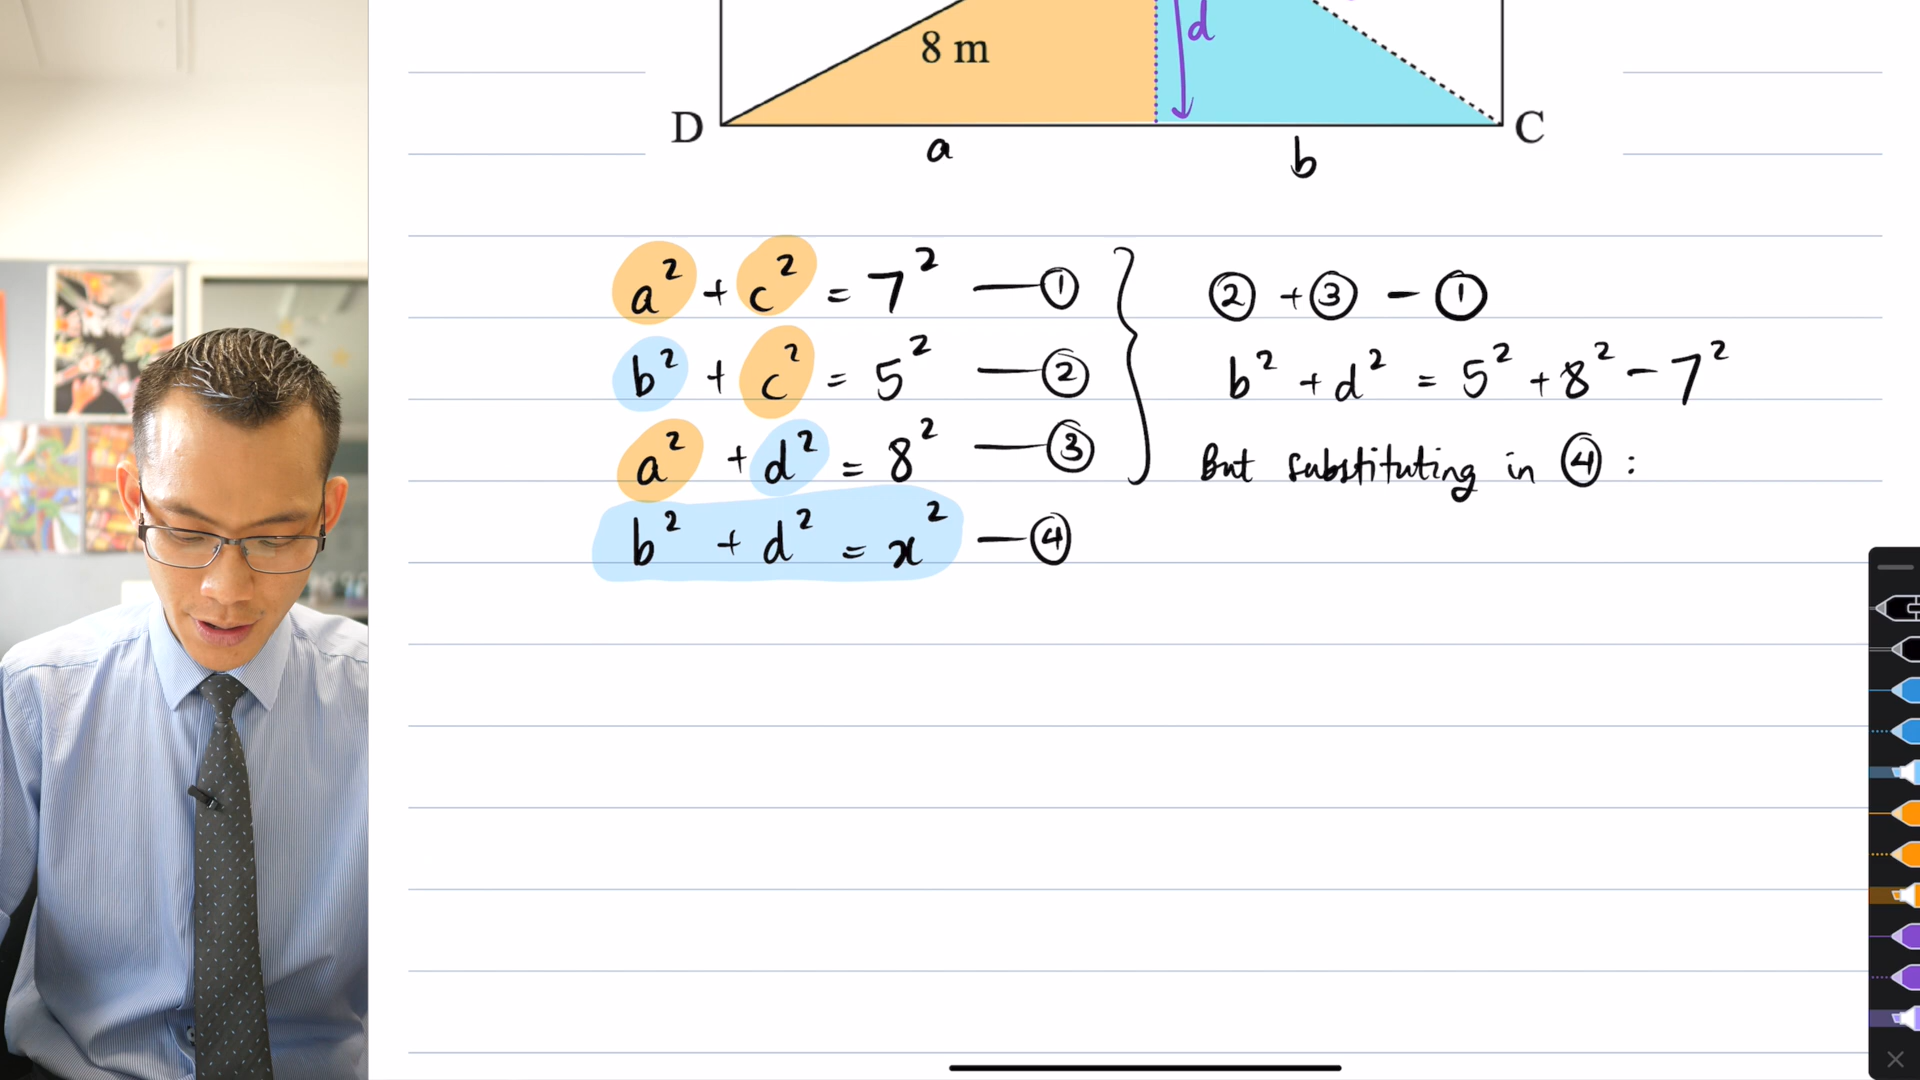 8 m
d
D
C
a
b
a² + c² = 7² — ①
b² + c² = 5² — ②
a² + d² = 8² — ③
b² + d² = x² — ④
② + ③ − ①
b² + d² = 5² + 8² − 7²
But substituting in ④ :